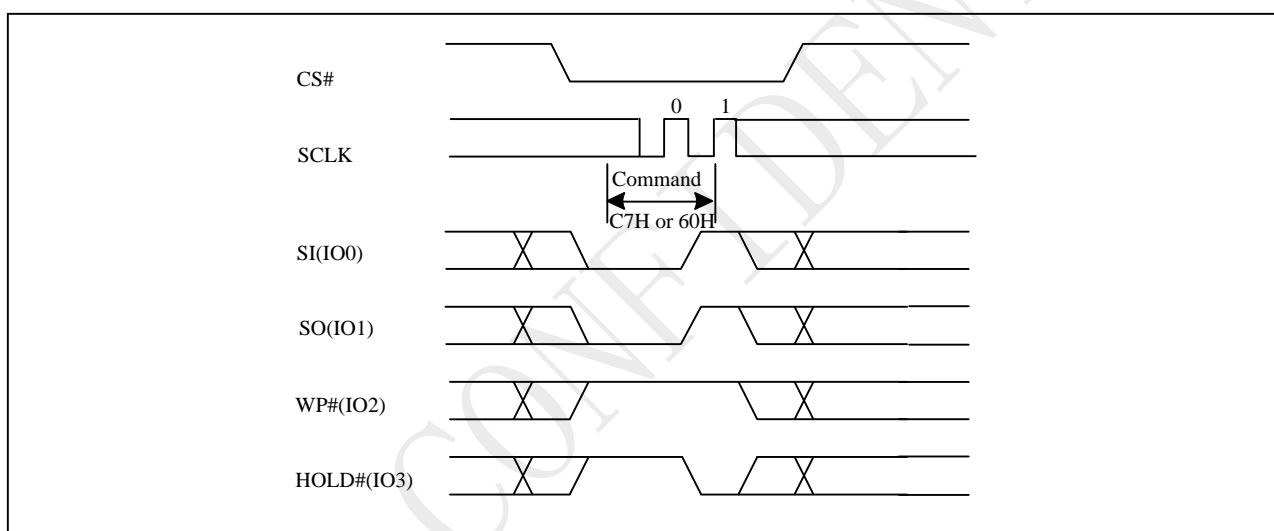 CS#
0 1
SCLK
Command
C7H or 60H
SI(IO0)
SO(IO1)
WP#(IO2)
HOLD#(IO3)